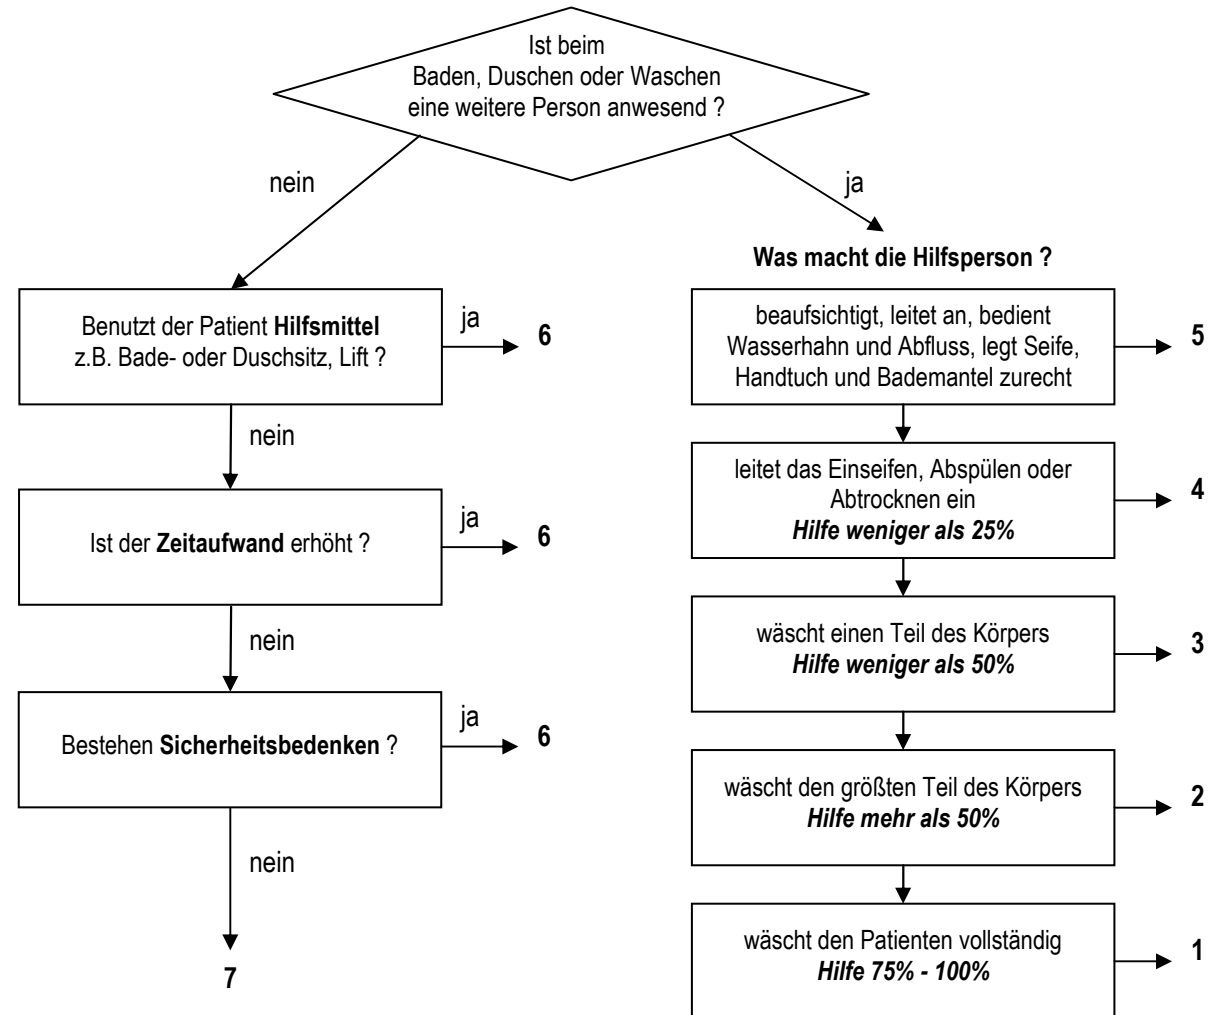 Ist beim
Baden, Duschen oder Waschen
eine weitere Person anwesend ?
nein
ja
Benutzt der Patient Hilfsmittel
z.B. Bade- oder Duschsitz, Lift ?
ja
6
nein
Ist der Zeitaufwand erhöht ?
ja
6
nein
Bestehen Sicherheitsbedenken ?
ja
6
nein
7
Was macht die Hilfsperson ?
beaufsichtigt, leitet an, bedient
Wasserhahn und Abfluss, legt Seife,
Handtuch und Bademantel zurecht
5
leitet das Einseifen, Abspülen oder
Abtrocknen ein
Hilfe weniger als 25%
4
wäscht einen Teil des Körpers
Hilfe weniger als 50%
3
wäscht den größten Teil des Körpers
Hilfe mehr als 50%
2
wäscht den Patienten vollständig
Hilfe 75% - 100%
1